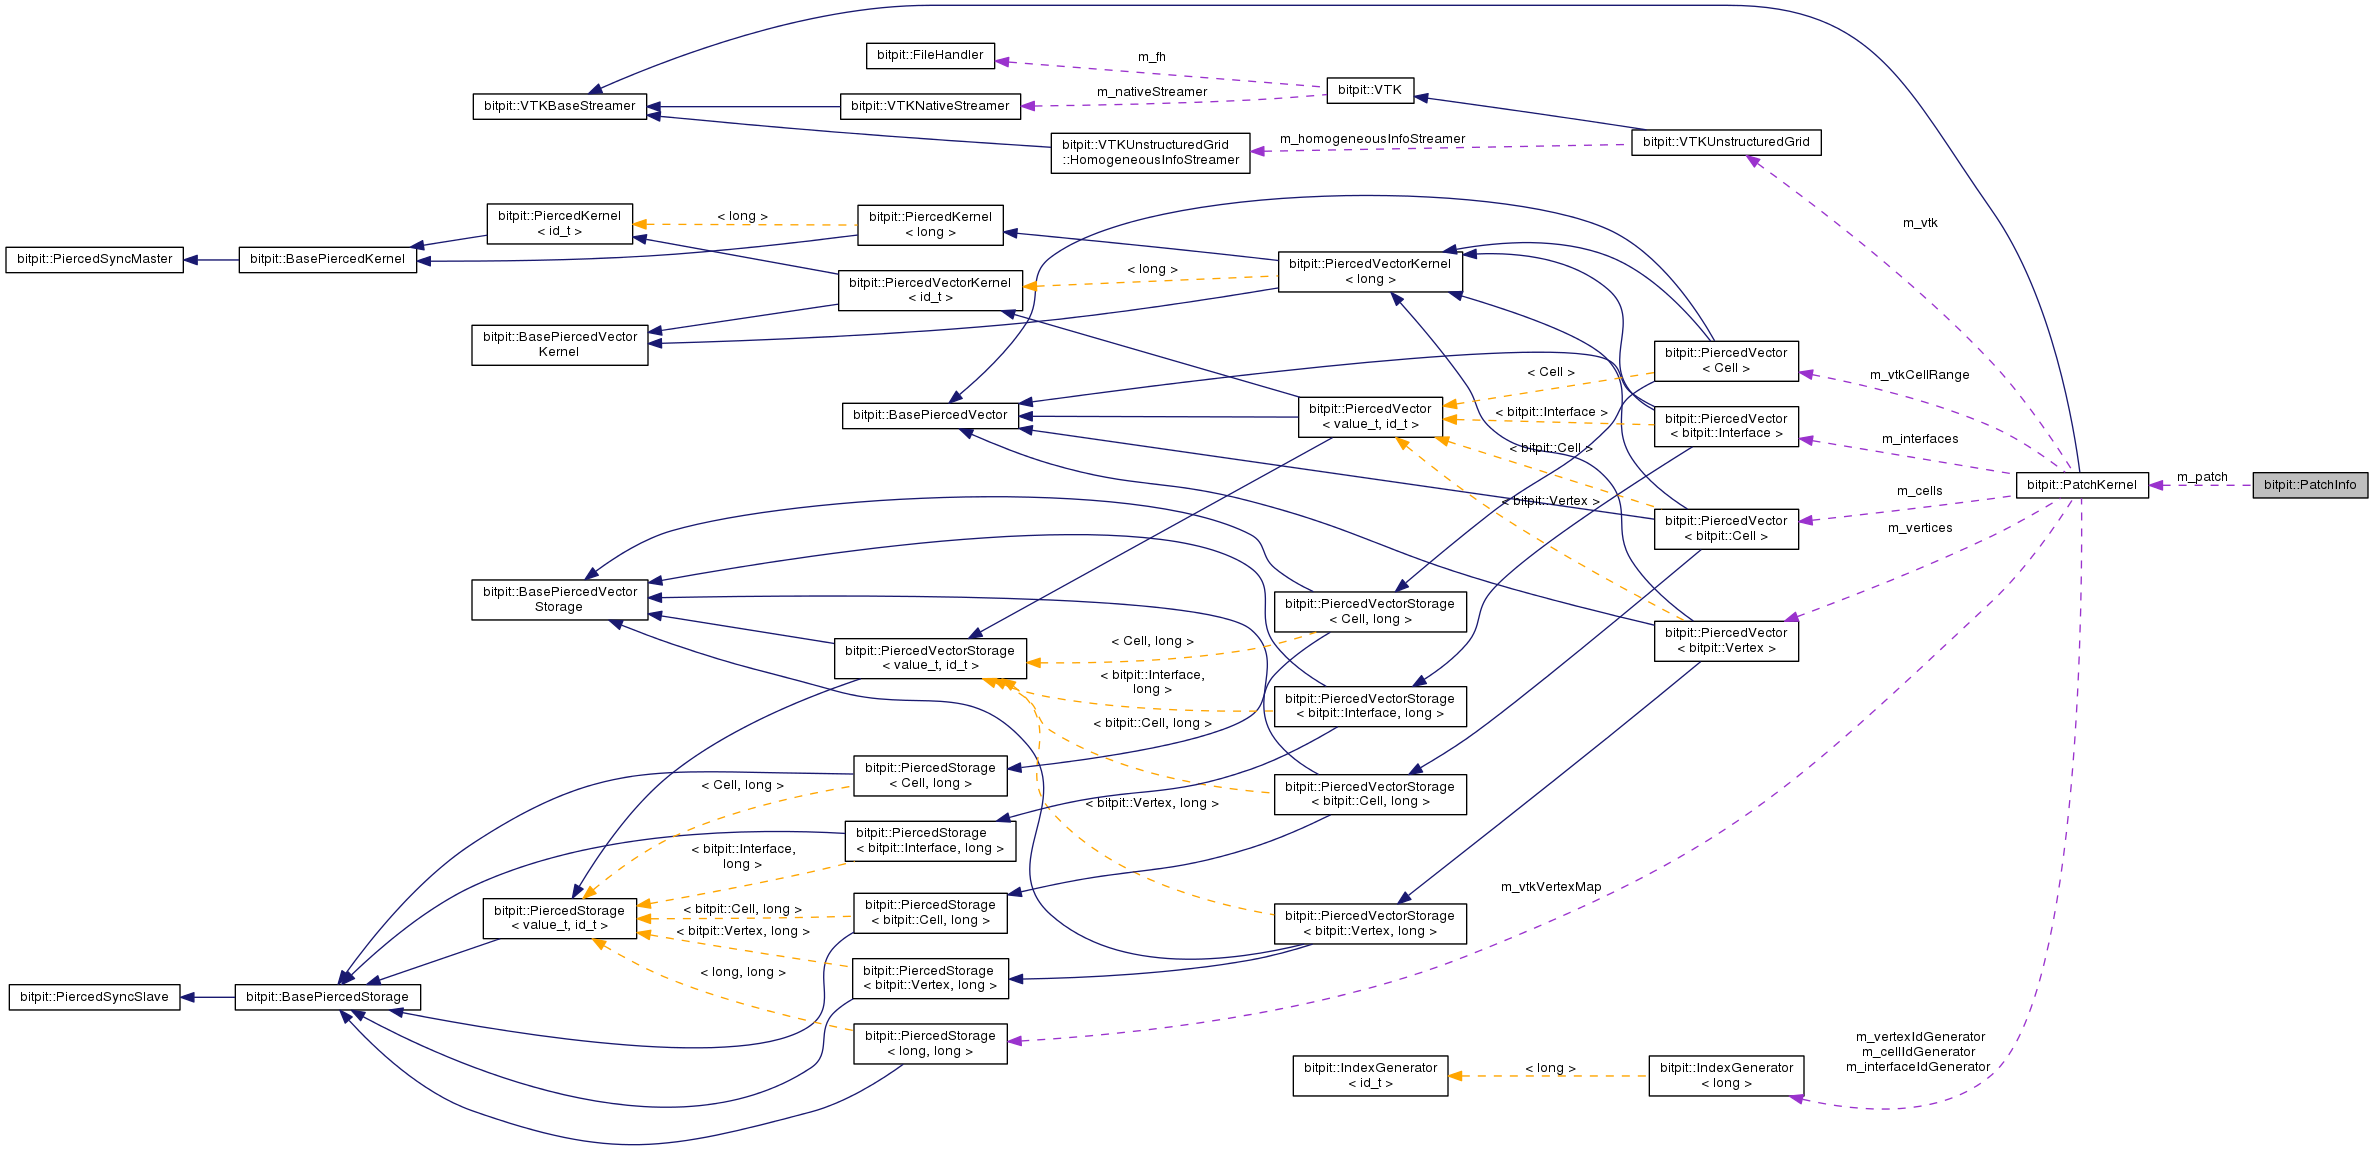 bitpit::FileHandler
m_fh
bitpit::VTK
bitpit::VTKBaseStreamer
bitpit::VTKNativeStreamer
m_nativeStreamer
bitpit::VTKUnstructuredGrid
::HomogeneousInfoStreamer
m_homogeneousInfoStreamer
bitpit::VTKUnstructuredGrid
bitpit::PiercedKernel
< id_t >
< long >
bitpit::PiercedKernel
< long >
m_vtk
bitpit::PiercedSyncMaster
bitpit::BasePiercedKernel
bitpit::PiercedVectorKernel
< id_t >
< long >
bitpit::PiercedVectorKernel
< long >
bitpit::BasePiercedVector
Kernel
bitpit::PiercedVector
< Cell >
< Cell >
m_vtkCellRange
bitpit::BasePiercedVector
bitpit::PiercedVector
< value_t, id_t >
< bitpit::Interface >
bitpit::PiercedVector
< bitpit::Interface >
m_interfaces
< bitpit::Cell >
m_cells
bitpit::PatchKernel
m_patch
bitpit::PatchInfo
< bitpit::Vertex >
bitpit::PiercedVector
< bitpit::Cell >
m_vertices
bitpit::BasePiercedVector
Storage
bitpit::PiercedVectorStorage
< Cell, long >
bitpit::PiercedVector
< bitpit::Vertex >
bitpit::PiercedVectorStorage
< value_t, id_t >
< Cell, long >
< bitpit::Interface,
long >
bitpit::PiercedVectorStorage
< bitpit::Interface, long >
< bitpit::Cell, long >
bitpit::PiercedStorage
< Cell, long >
< Cell, long >
bitpit::PiercedVectorStorage
< bitpit::Cell, long >
< bitpit::Vertex, long >
bitpit::PiercedStorage
< bitpit::Interface, long >
< bitpit::Interface,
long >
m_vtkVertexMap
bitpit::PiercedStorage
< value_t, id_t >
< bitpit::Cell, long >
bitpit::PiercedStorage
< bitpit::Cell, long >
bitpit::PiercedVectorStorage
< bitpit::Vertex, long >
< bitpit::Vertex, long >
< long, long >
bitpit::PiercedStorage
< bitpit::Vertex, long >
bitpit::PiercedSyncSlave
bitpit::BasePiercedStorage
bitpit::PiercedStorage
< long, long >
m_vertexIdGenerator
m_cellIdGenerator
m_interfaceIdGenerator
bitpit::IndexGenerator
< id_t >
< long >
bitpit::IndexGenerator
< long >